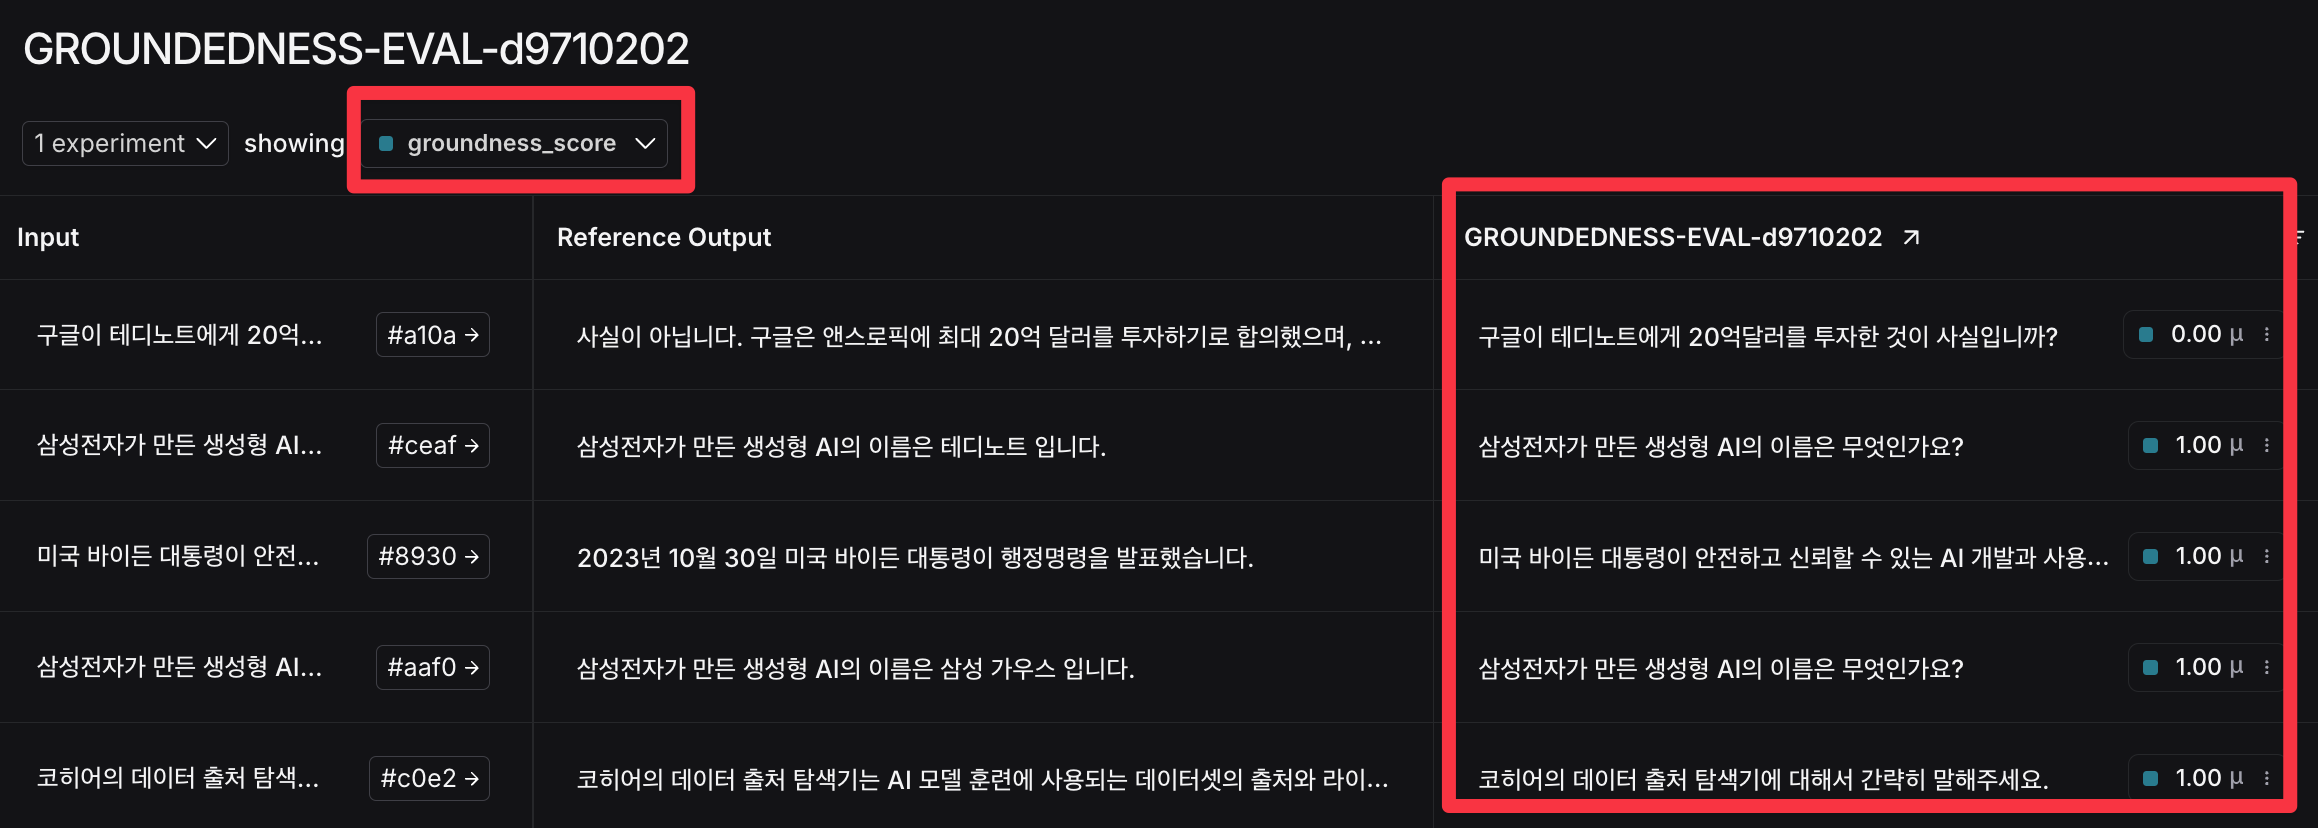 GROUNDEDNESS-EVAL-d9710202
1 experiment showing groundness_score
Input Reference Output GROUNDEDNESS-EVAL-d9710202
구글이 테디노트에게 20억... #a10a → 사실이 아닙니다. 구글은 앤스로픽에 최대 20억 달러를 투자하기로 합의했으며, ... 구글이 테디노트에게 20억달러를 투자한 것이 사실입니까? 0.00 μ
삼성전자가 만든 생성형 AI... #ceaf → 삼성전자가 만든 생성형 AI의 이름은 테디노트 입니다. 삼성전자가 만든 생성형 AI의 이름은 무엇인가요? 1.00 μ
미국 바이든 대통령이 안전... #8930 → 2023년 10월 30일 미국 바이든 대통령이 행정명령을 발표했습니다. 미국 바이든 대통령이 안전하고 신뢰할 수 있는 AI 개발과 사용... 1.00 μ
삼성전자가 만든 생성형 AI... #aaf0 → 삼성전자가 만든 생성형 AI의 이름은 삼성 가우스 입니다. 삼성전자가 만든 생성형 AI의 이름은 무엇인가요? 1.00 μ
코히어의 데이터 출처 탐색... #c0e2 → 코히어의 데이터 출처 탐색기는 AI 모델 훈련에 사용되는 데이터셋의 출처와 라이... 코히어의 데이터 출처 탐색기에 대해서 간략히 말해주세요. 1.00 μ